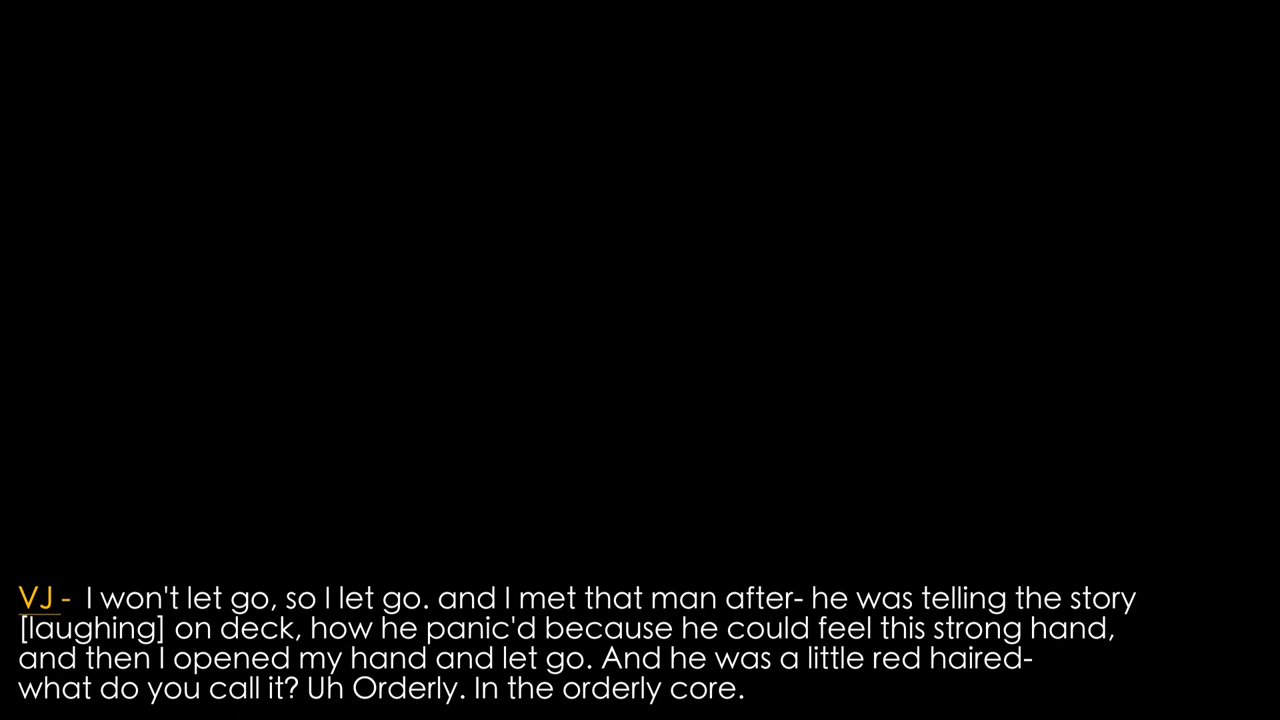 VJ - I won't let go, so I let go. and I met that man after- he was telling the story
[laughing] on deck, how he panic'd because he could feel this strong hand,
and then I opened my hand and let go. And he was a little red haired-
what do you call it? Uh Orderly. In the orderly core.